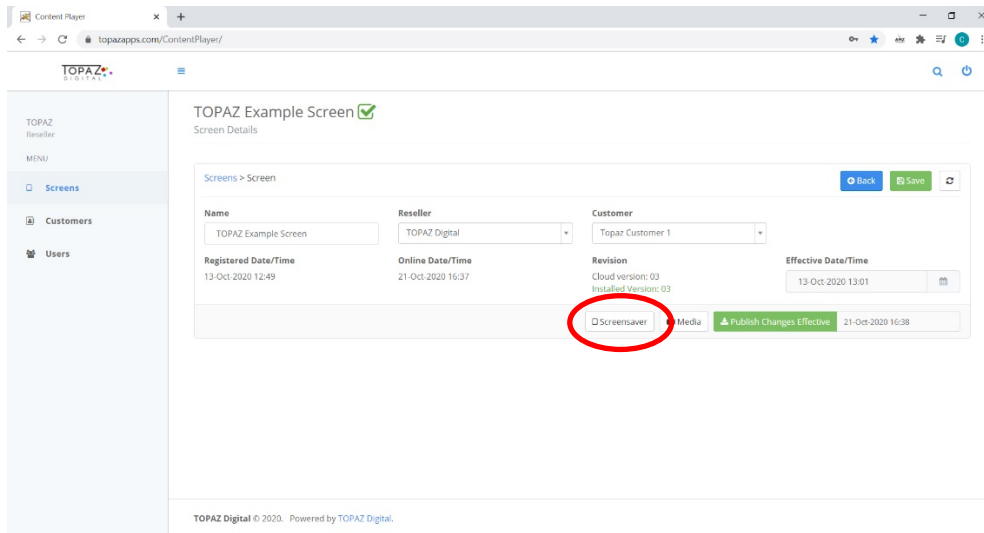 Content Player
topazapps.com/ContentPlayer/
TOPAZ
DIGITAL
TOPAZ
Reseller
MENU
Screens
Customers
Users
TOPAZ Example Screen
Screen Details
Screens > Screen
Back
Save
Name
Reseller
Customer
TOPAZ Example Screen
TOPAZ Digital
Topaz Customer 1
Registered Date/Time
Online Date/Time
Revision
Effective Date/Time
13-Oct-2020 12:49
21-Oct-2020 16:37
Cloud version: 03
Installed Version: 03
13-Oct-2020 13:01
Screensaver
Media
Publish Changes Effective
21-Oct-2020 16:38
TOPAZ Digital © 2020. Powered by TOPAZ Digital.